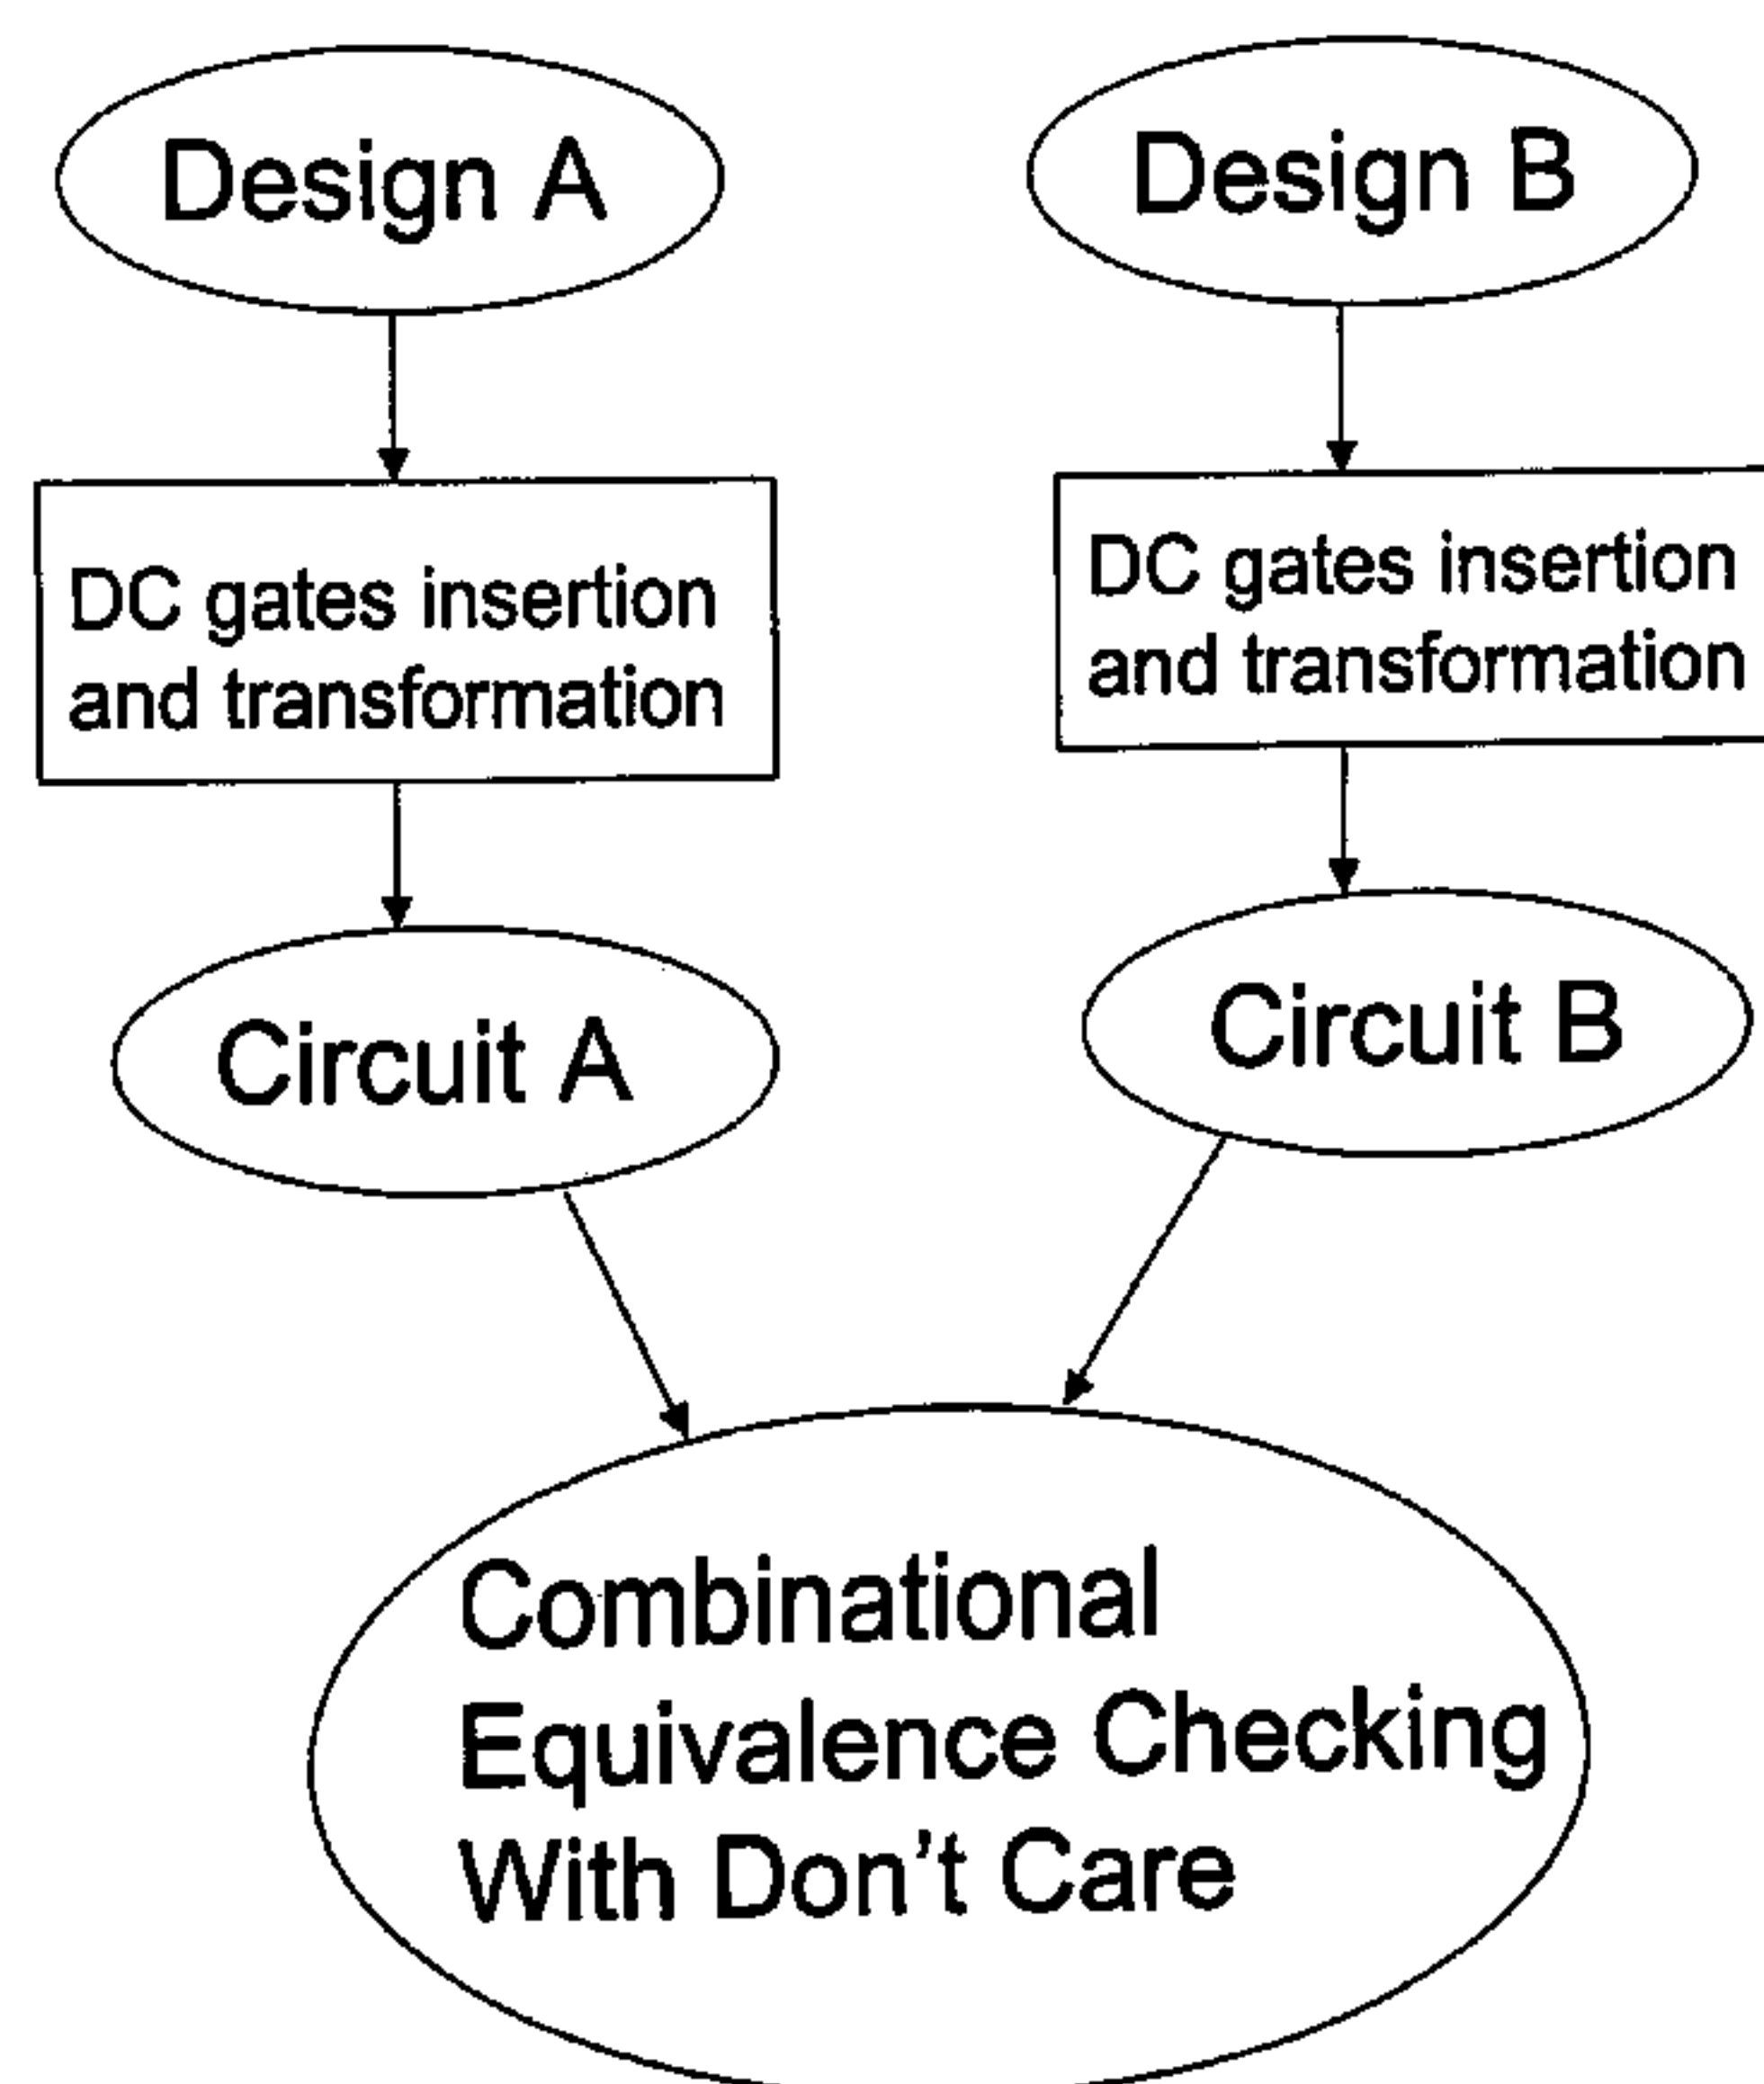 Design A
Design B
DC gates insertion
and transformation
DC gates insertion
and transformation
Circuit A
Circuit B
Combinational
Equivalence Checking
With Don't Care